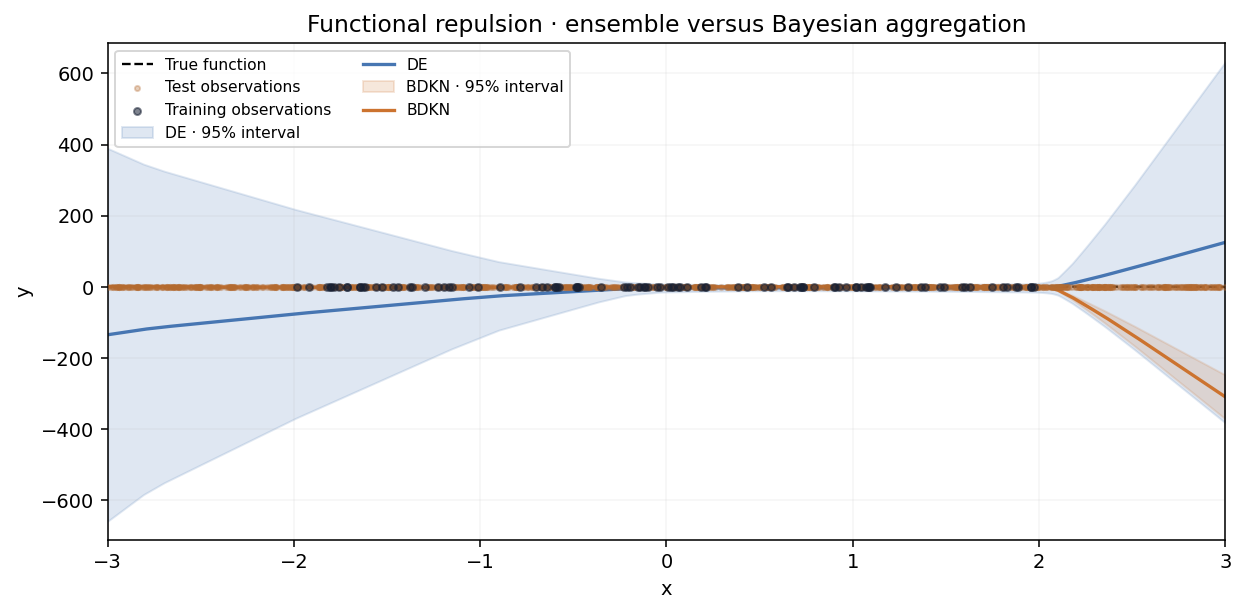 Functional repulsion · ensemble versus Bayesian aggregation
True function
Test observations
Training observations
DE · 95% interval
DE
BDKN · 95% interval
BDKN
600
400
200
0
−200
−400
−600
y
−3
−2
−1
0
1
2
3
x